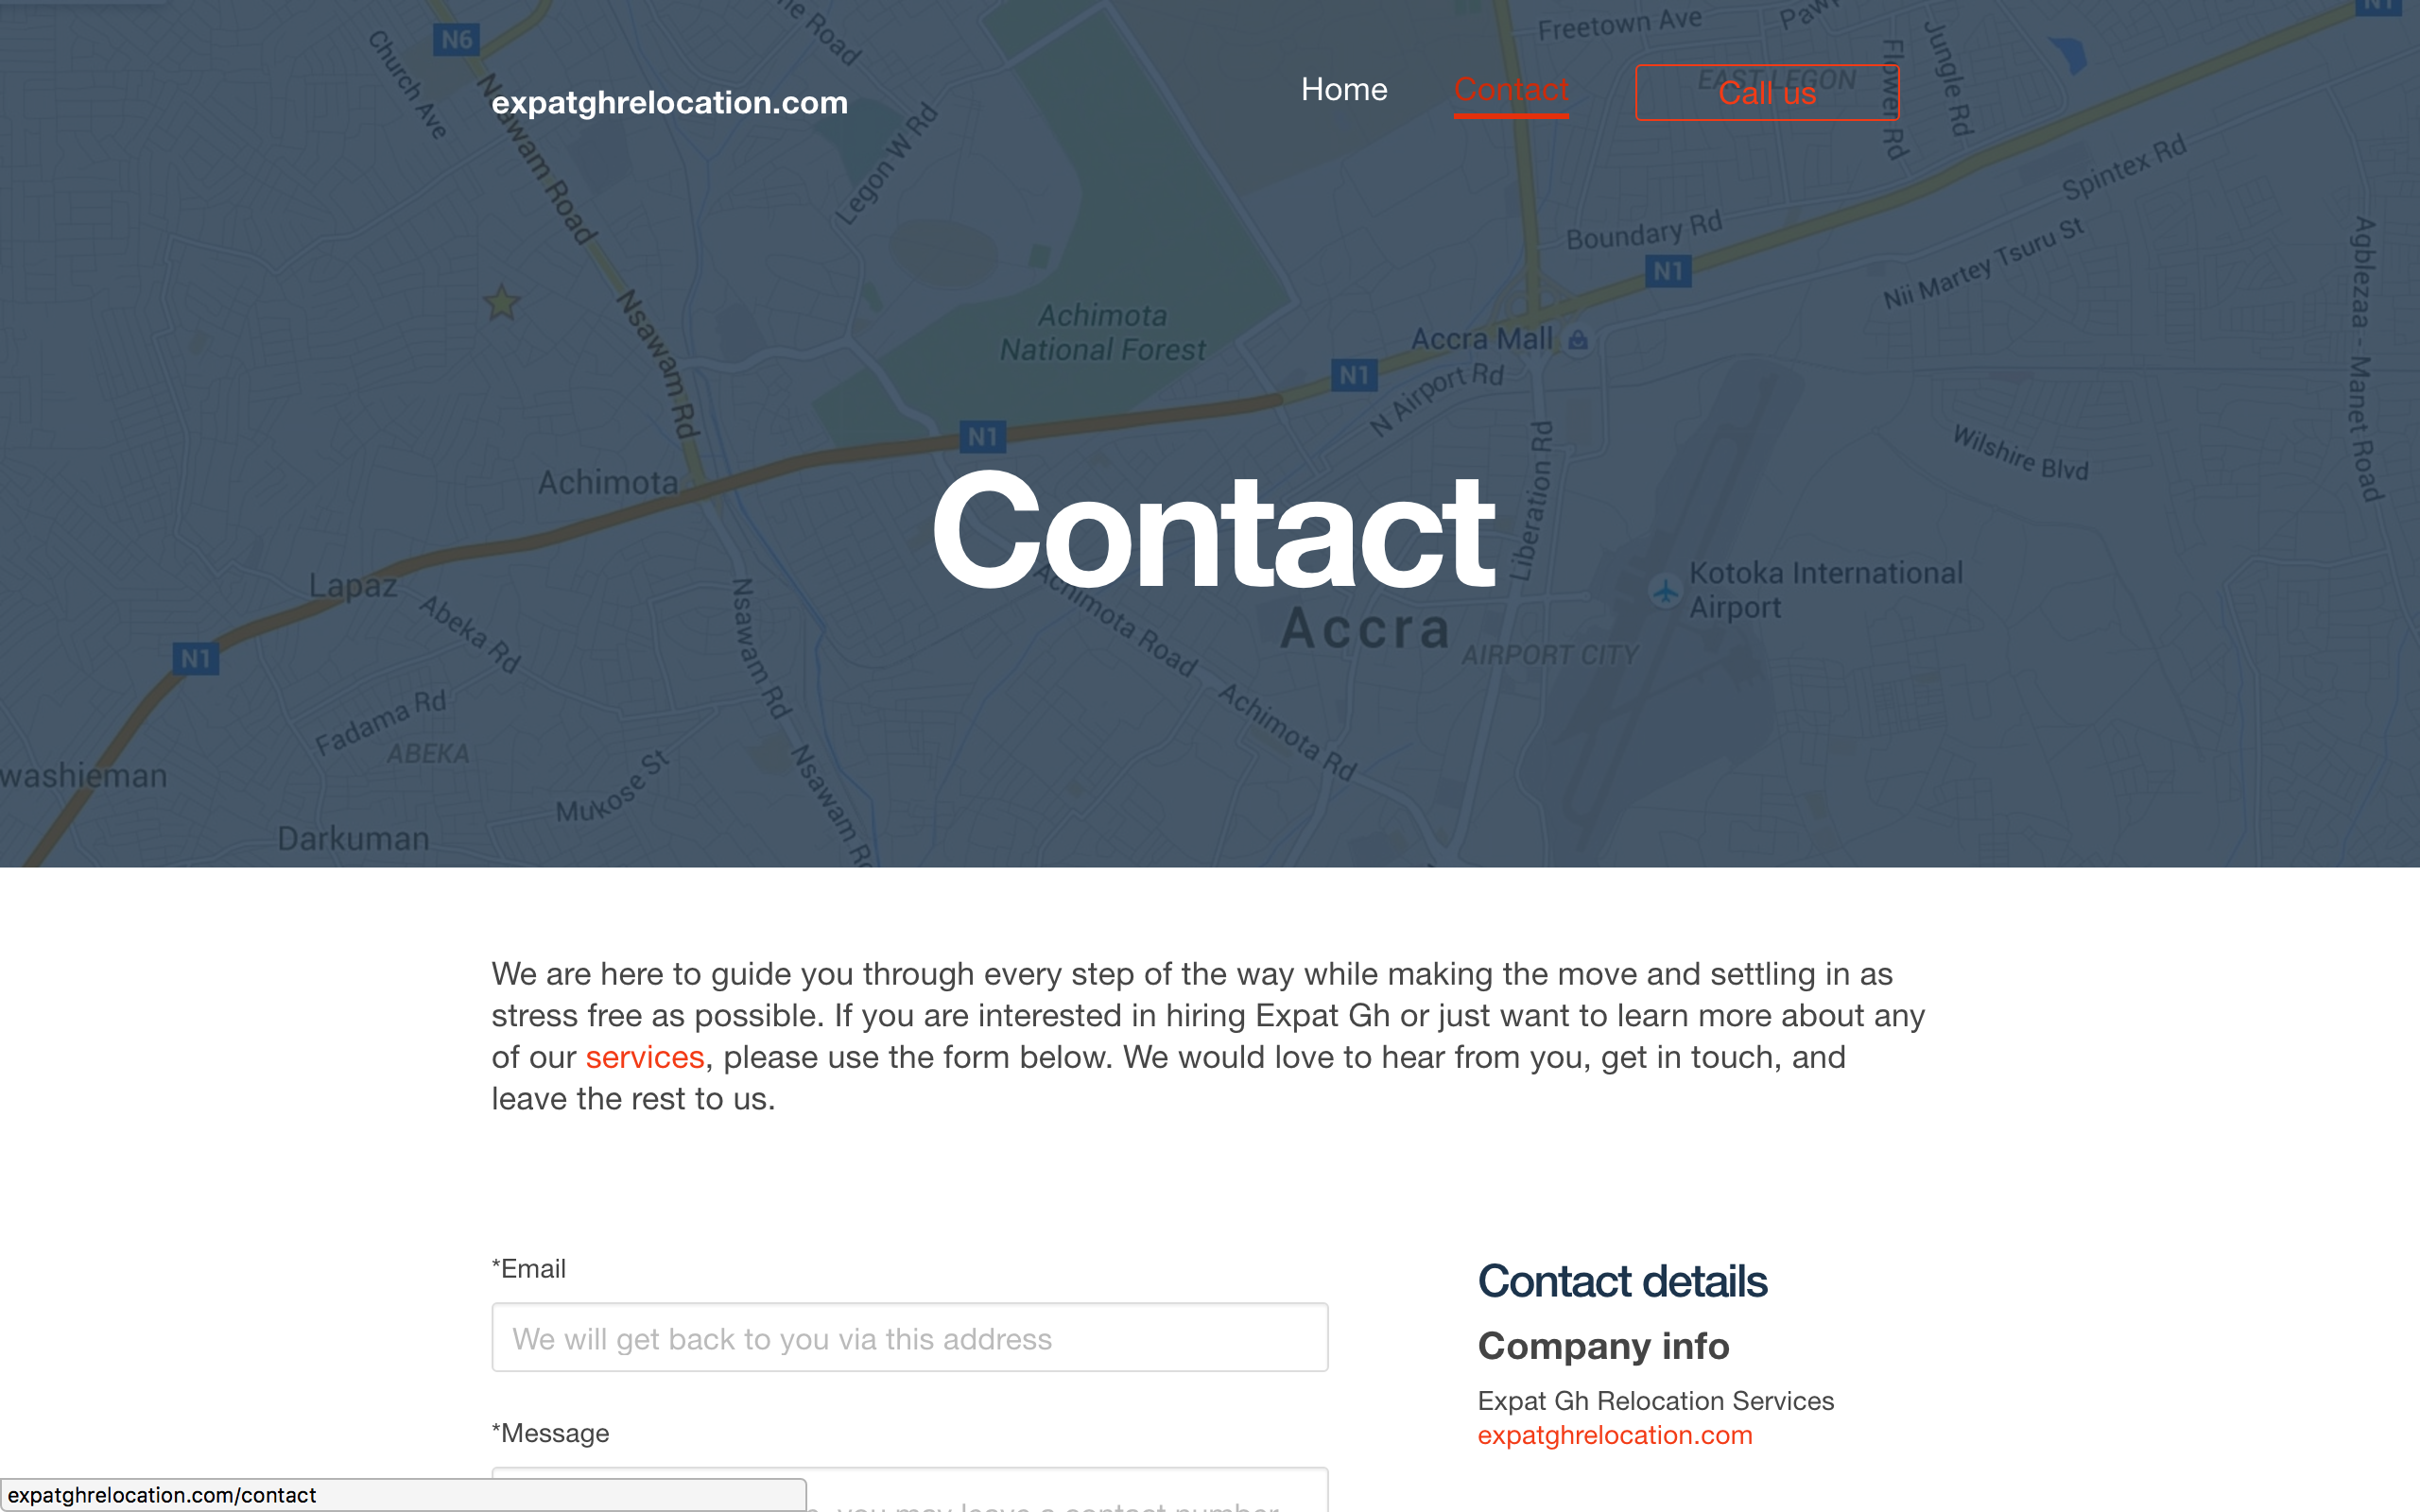 N6
Church Ave
Nsawam Road
Legon W Rd
Freetown Ave
Jungle Rd
N1
EAST LEGON
Flower Rd
expatghrelocation.com
Home
Contact
Call us
Spintex Rd
Boundary Rd
N1
Nii Martey Tsuru St
Agblezaa - Manet Road
Nsawam Rd
Achimota
National Forest
Accra Mall
N1
N Airport Rd
N1
Achimota
Wilshire Blvd
Liberation Rd
Contact
Lapaz
Abeka Rd
Nsawam Rd
Achimota Road
Accra
AIRPORT CITY
Kotoka International
Airport
N1
Fadama Rd
ABEKA
Achimota Rd
washieman
Mukose St
Nsawam
Darkuman
We are here to guide you through every step of the way while making the move and settling in as
stress free as possible. If you are interested in hiring Expat Gh or just want to learn more about any
of our services, please use the form below. We would love to hear from you, get in touch, and
leave the rest to us.
*Email
We will get back to you via this address
*Message
you may leave a contact number
Contact details
Company info
Expat Gh Relocation Services
expatghrelocation.com
expatghrelocation.com/contact